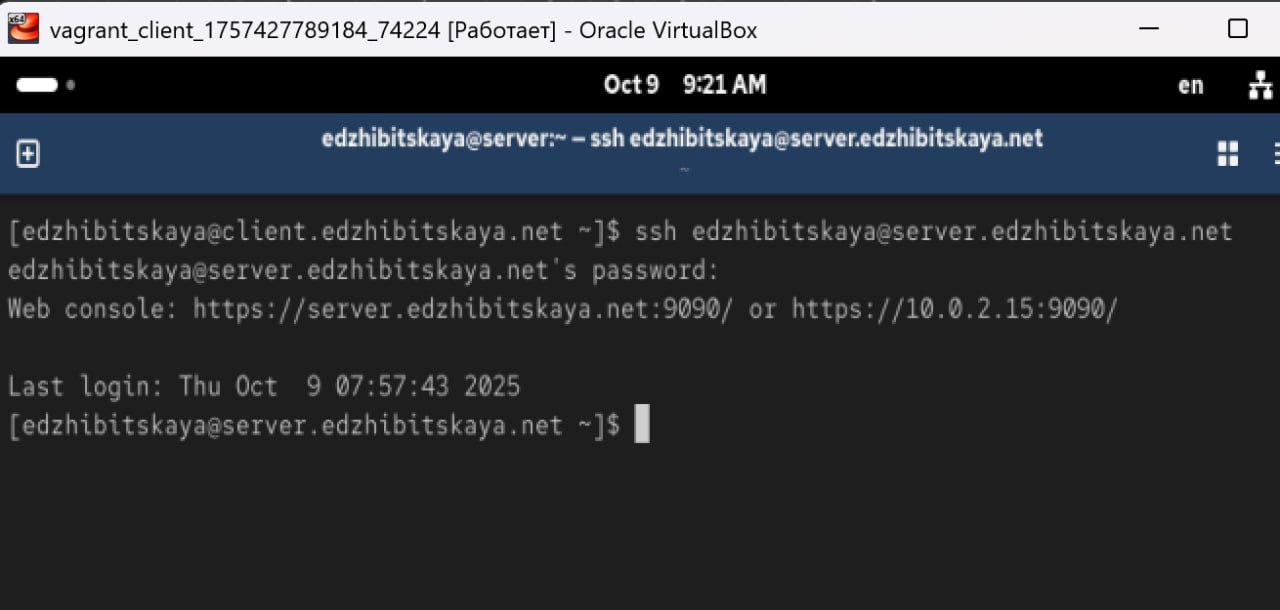 x64
vagrant_client_1757427789184_74224 [Работает] - Oracle VirtualBox
Oct 9 9:21 AM en
edzhibitskaya@server:~ — ssh edzhibitskaya@server.edzhibitskaya.net
~
[edzhibitskaya@client.edzhibitskaya.net ~]$ ssh edzhibitskaya@server.edzhibitskaya.net
edzhibitskaya@server.edzhibitskaya.net's password:
Web console: https://server.edzhibitskaya.net:9090/ or https://10.0.2.15:9090/
Last login: Thu Oct  9 07:57:43 2025
[edzhibitskaya@server.edzhibitskaya.net ~]$